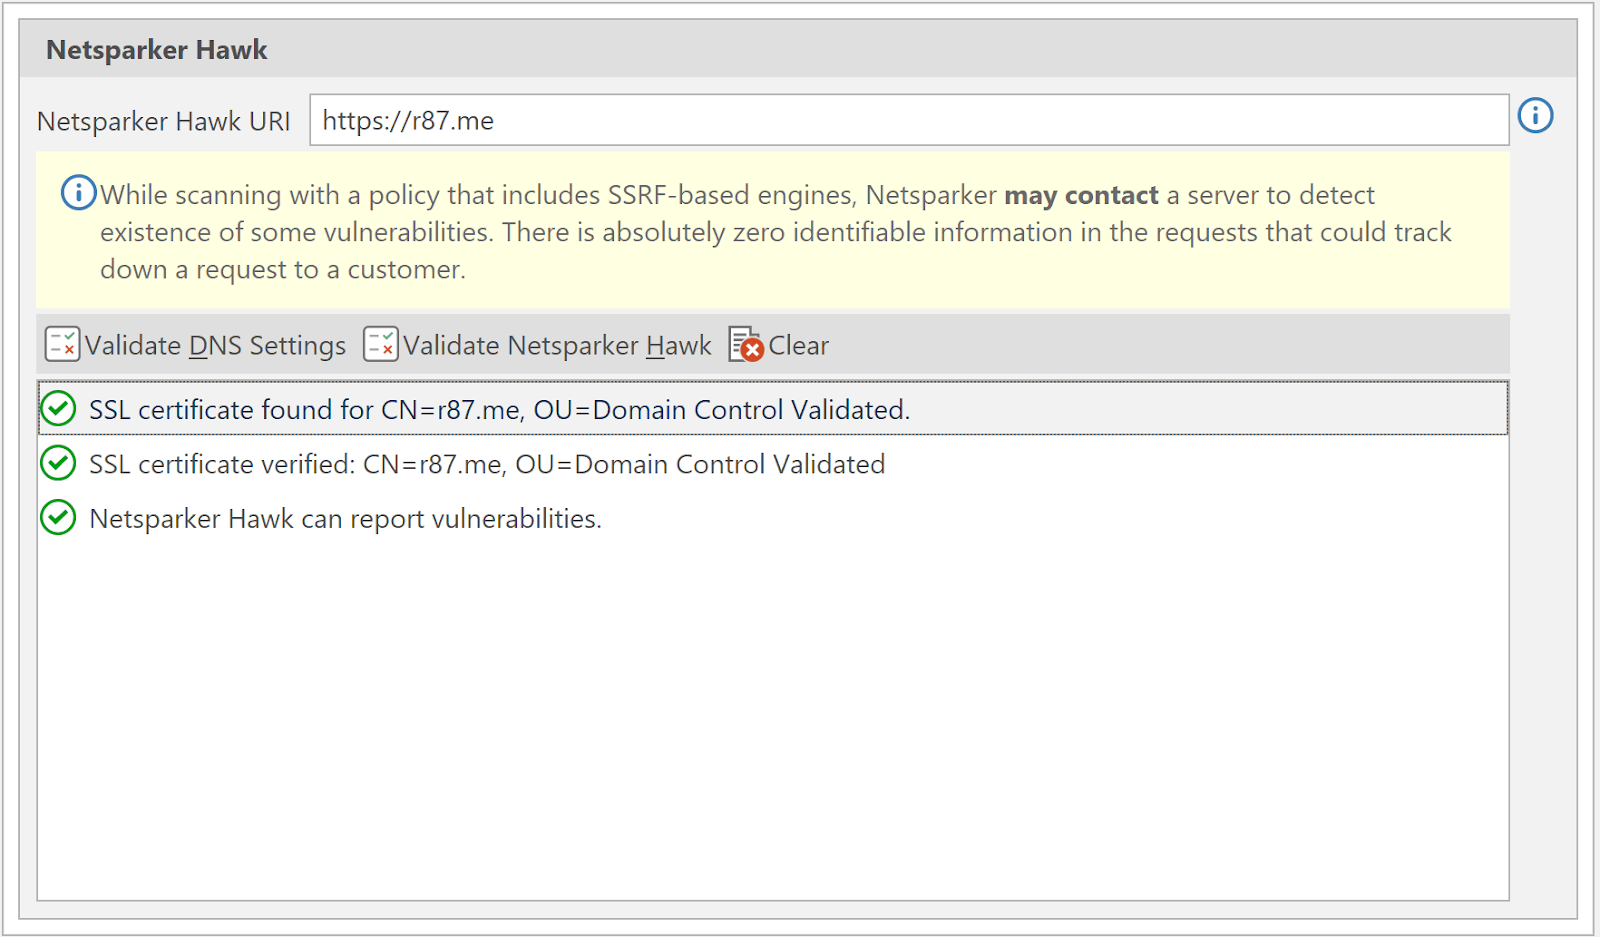 Netsparker Hawk
Netsparker Hawk URI https://r87.me
While scanning with a policy that includes SSRF-based engines, Netsparker may contact a server to detect
existence of some vulnerabilities. There is absolutely zero identifiable information in the requests that could track
down a request to a customer.
Validate DNS Settings Validate Netsparker Hawk Clear
SSL certificate found for CN=r87.me, OU=Domain Control Validated.
SSL certificate verified: CN=r87.me, OU=Domain Control Validated
Netsparker Hawk can report vulnerabilities.